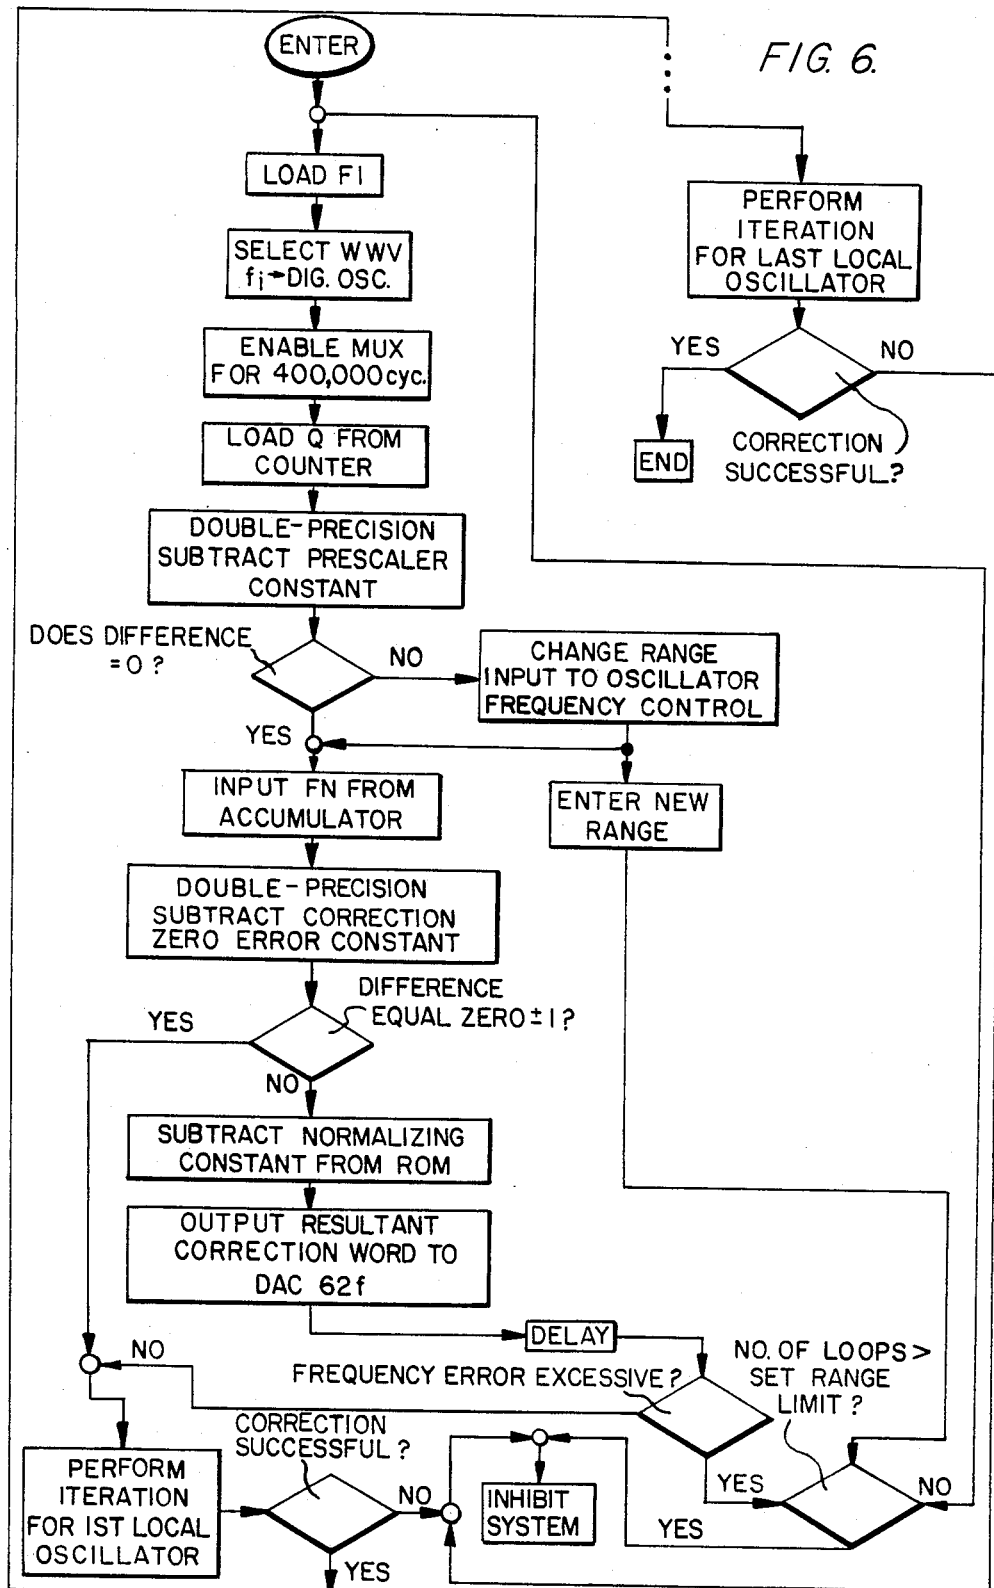 FIG. 6.
ENTER
LOAD F1
SELECT WWV
fi→DIG. OSC.
ENABLE MUX
FOR 400,000 cyc.
LOAD Q FROM
COUNTER
DOUBLE-PRECISION
SUBTRACT PRESCALER
CONSTANT
DOES DIFFERENCE
=0?
NO
YES
CHANGE RANGE
INPUT TO OSCILLATOR
FREQUENCY CONTROL
ENTER NEW
RANGE
INPUT FN FROM
ACCUMULATOR
DOUBLE-PRECISION
SUBTRACT CORRECTION
ZERO ERROR CONSTANT
DIFFERENCE
EQUAL ZERO ± 1?
YES
NO
SUBTRACT NORMALIZING
CONSTANT FROM ROM
OUTPUT RESULTANT
CORRECTION WORD TO
DAC 62f
DELAY
FREQUENCY ERROR EXCESSIVE?
NO
YES
NO. OF LOOPS >
SET RANGE
LIMIT?
NO
YES
INHIBIT
SYSTEM
PERFORM
ITERATION
FOR 1ST LOCAL
OSCILLATOR
CORRECTION
SUCCESSFUL?
NO
YES
PERFORM
ITERATION
FOR LAST LOCAL
OSCILLATOR
YES
NO
CORRECTION
SUCCESSFUL?
END